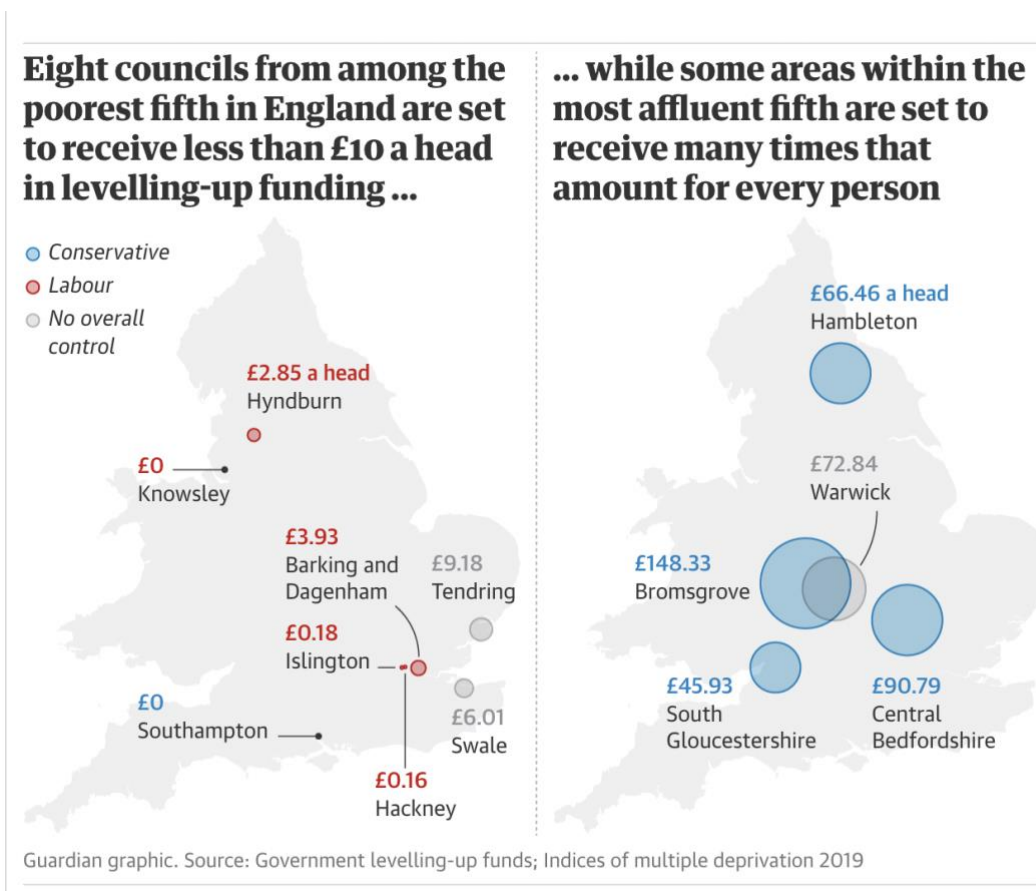 Eight councils from among the
poorest fifth in England are set
to receive less than £10 a head
in levelling-up funding ...
Conservative
Labour
No overall
control
£2.85 a head
Hyndburn
£0
Knowsley
£3.93
Barking and
Dagenham
£9.18
Tendring
£0.18
Islington
£0
Southampton
£6.01
Swale
£0.16
Hackney
... while some areas within the
most affluent fifth are set to
receive many times that
amount for every person
£66.46 a head
Hambleton
£72.84
Warwick
£148.33
Bromsgrove
£45.93
South
Gloucestershire
£90.79
Central
Bedfordshire
Guardian graphic. Source: Government levelling-up funds; Indices of multiple deprivation 2019